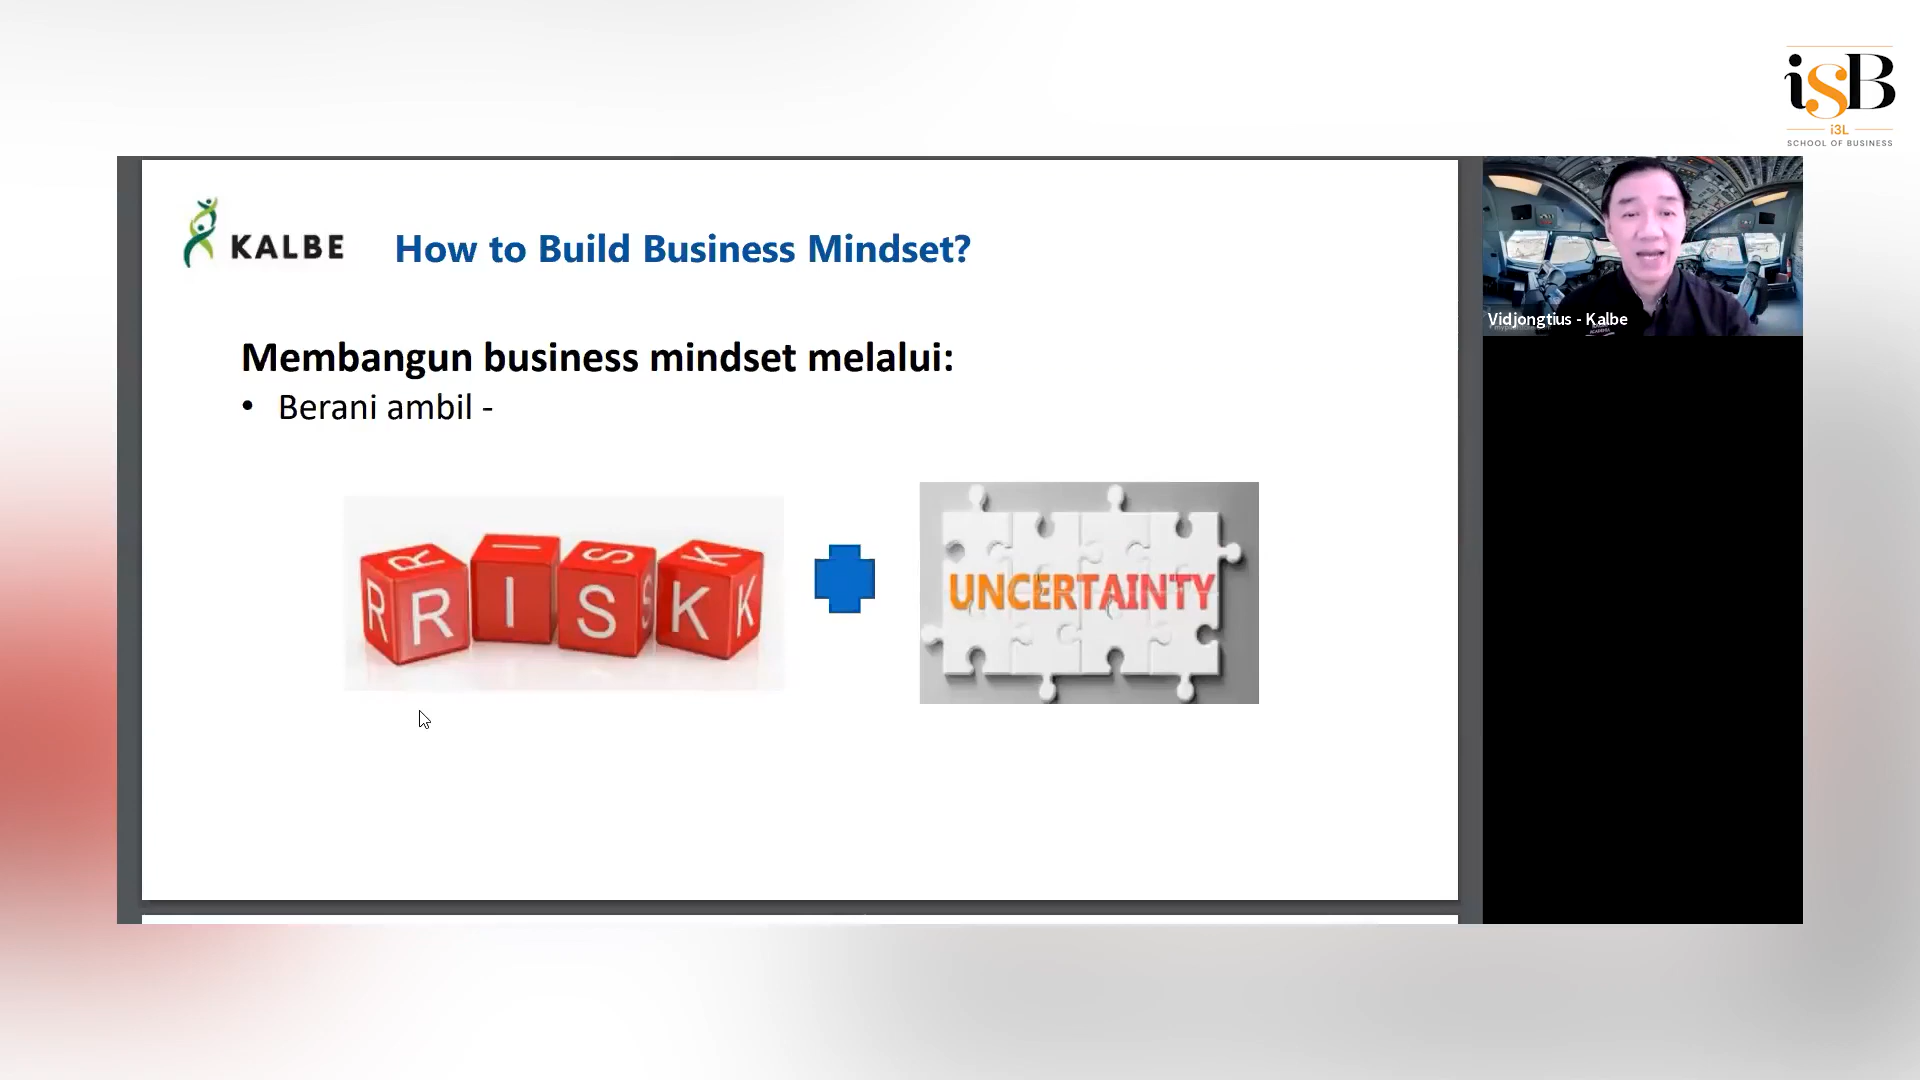 iSB
i3L
SCHOOL OF BUSINESS
KALBE
How to Build Business Mindset?
Vidjongtius - Kalbe
Membangun business mindset melalui:
• Berani ambil -
R R R I I S S S K K K
UNCERTAINTY